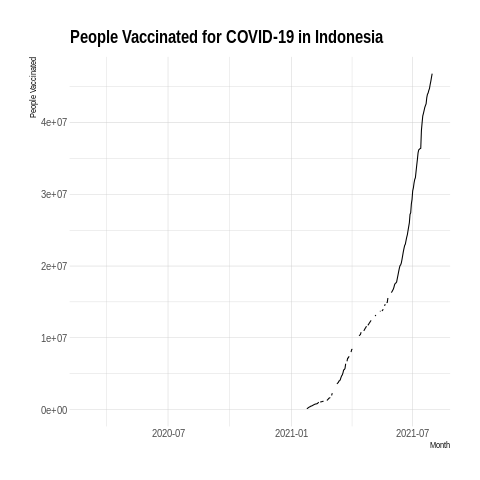 People Vaccinated for COVID-19 in Indonesia
People Vaccinated
4e+07
3e+07
2e+07
1e+07
0e+00
2020-07 2021-01 2021-07
Month